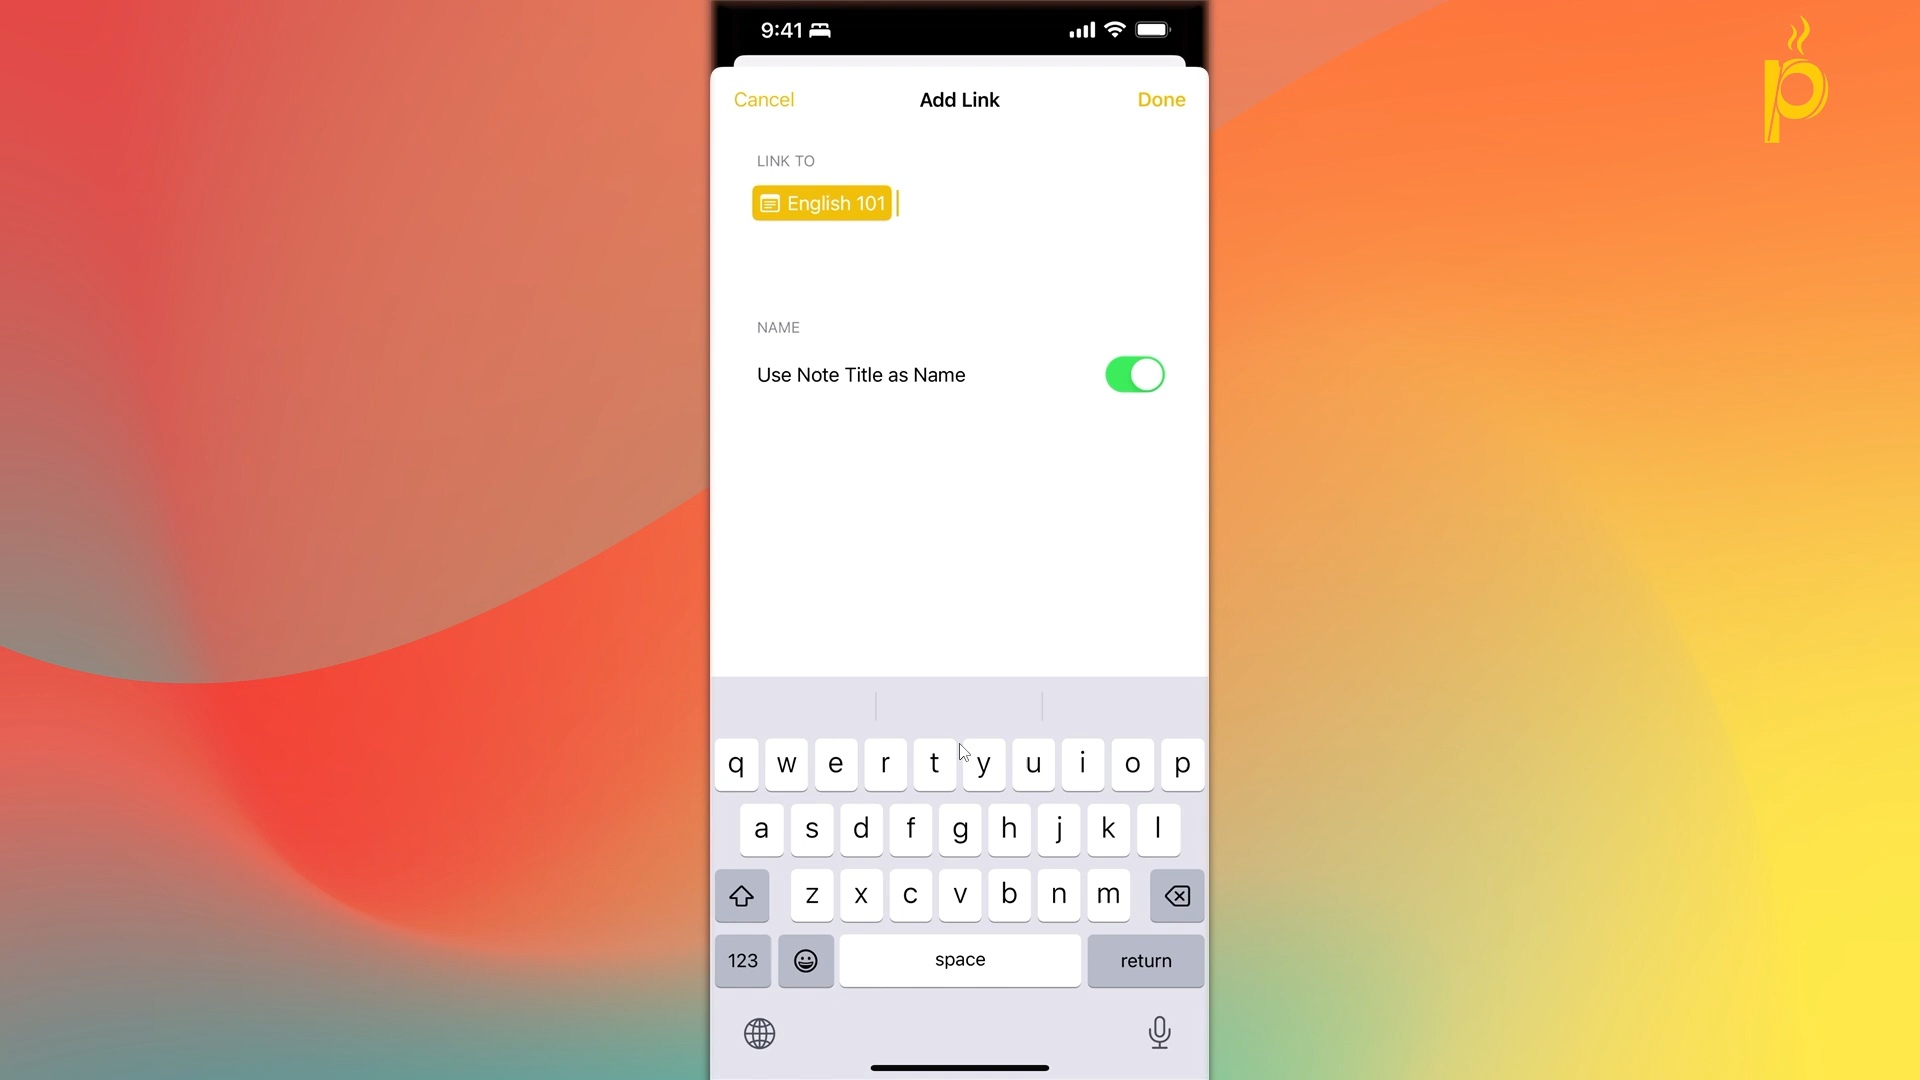 9:41
Cancel Add Link Done
LINK TO
English 101
NAME
Use Note Title as Name
q w e r t y u i o p
a s d f g h j k l
z x c v b n m
123 space return